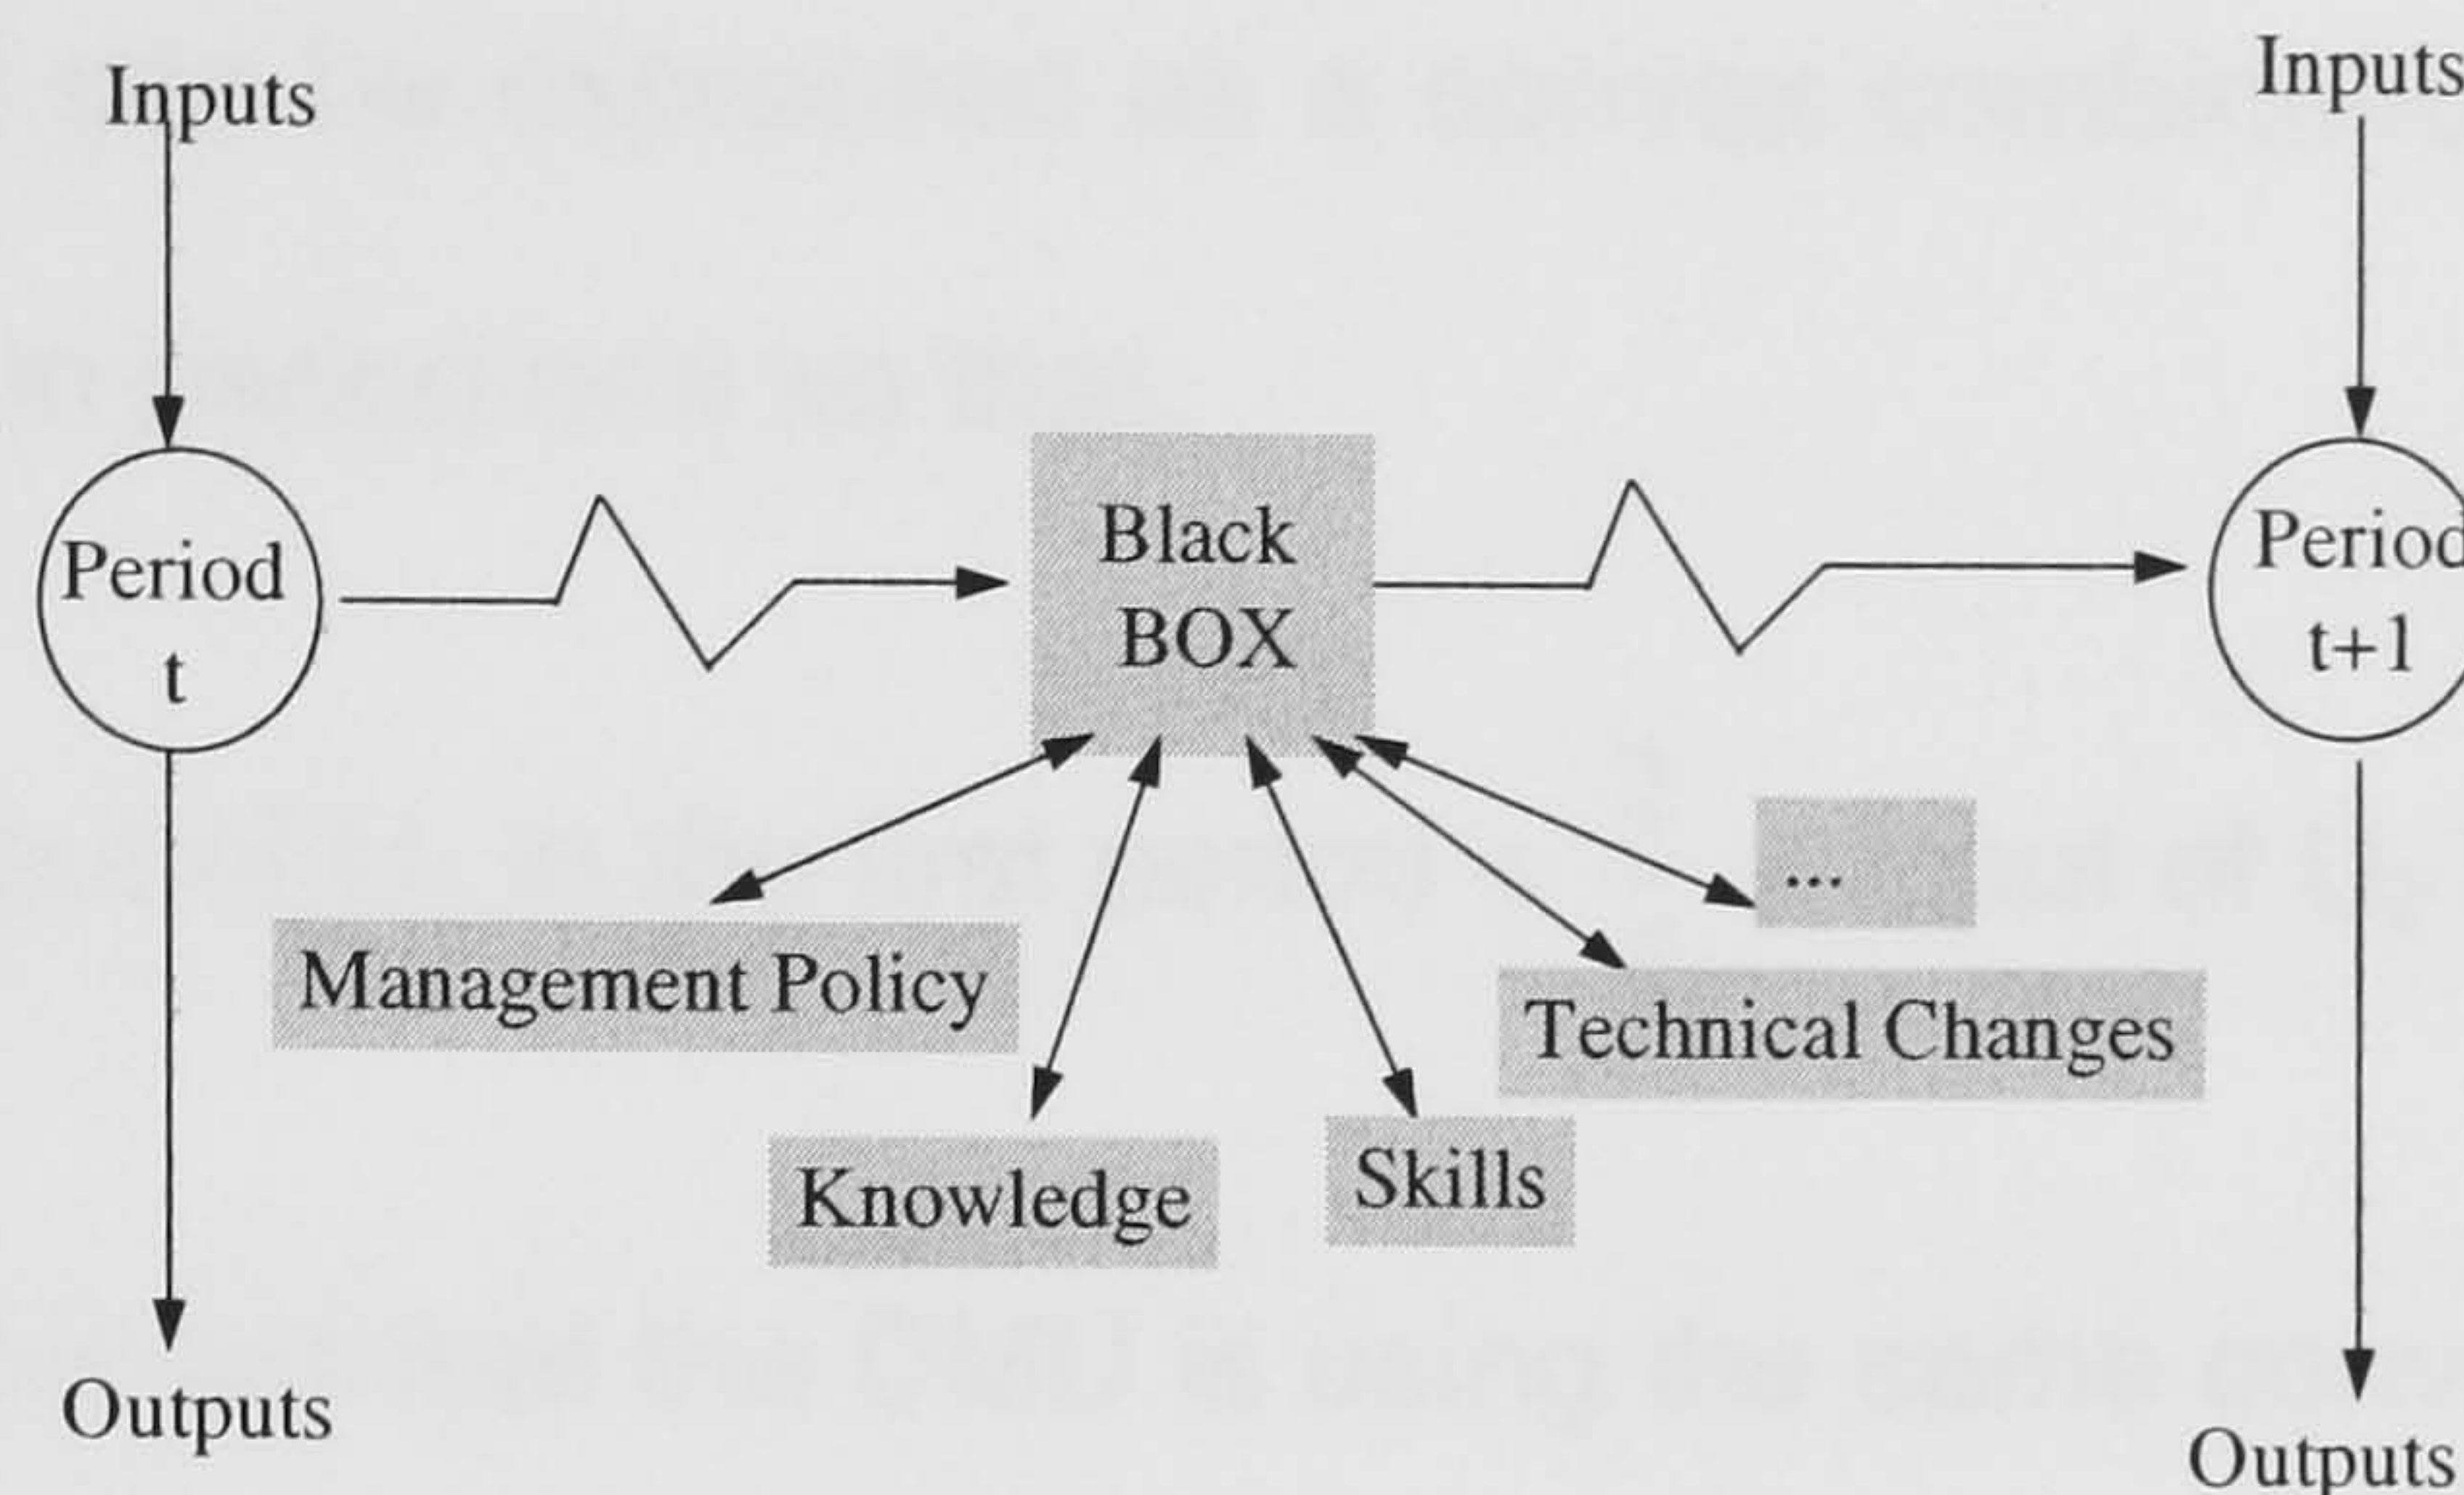 Inputs
Inputs
Period
t
Black
BOX
Period
t+1
...
Management Policy
Technical Changes
Knowledge
Skills
Outputs
Outputs